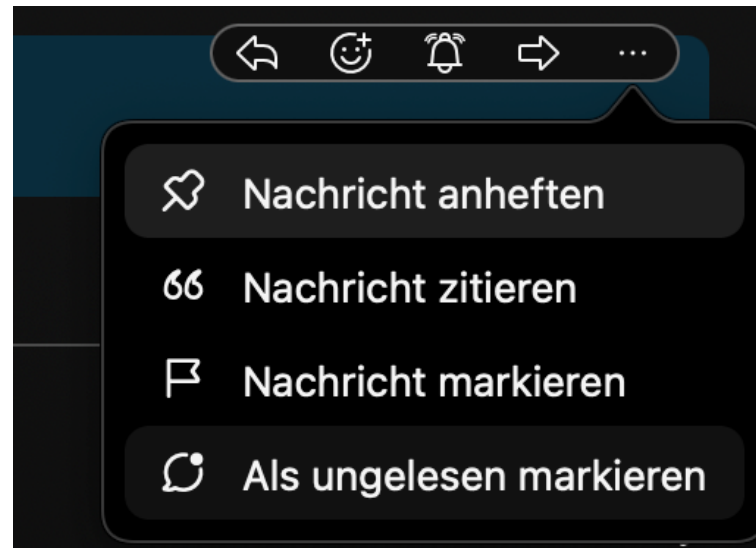 Nachricht anheften
Nachricht zitieren
Nachricht markieren
Als ungelesen markieren